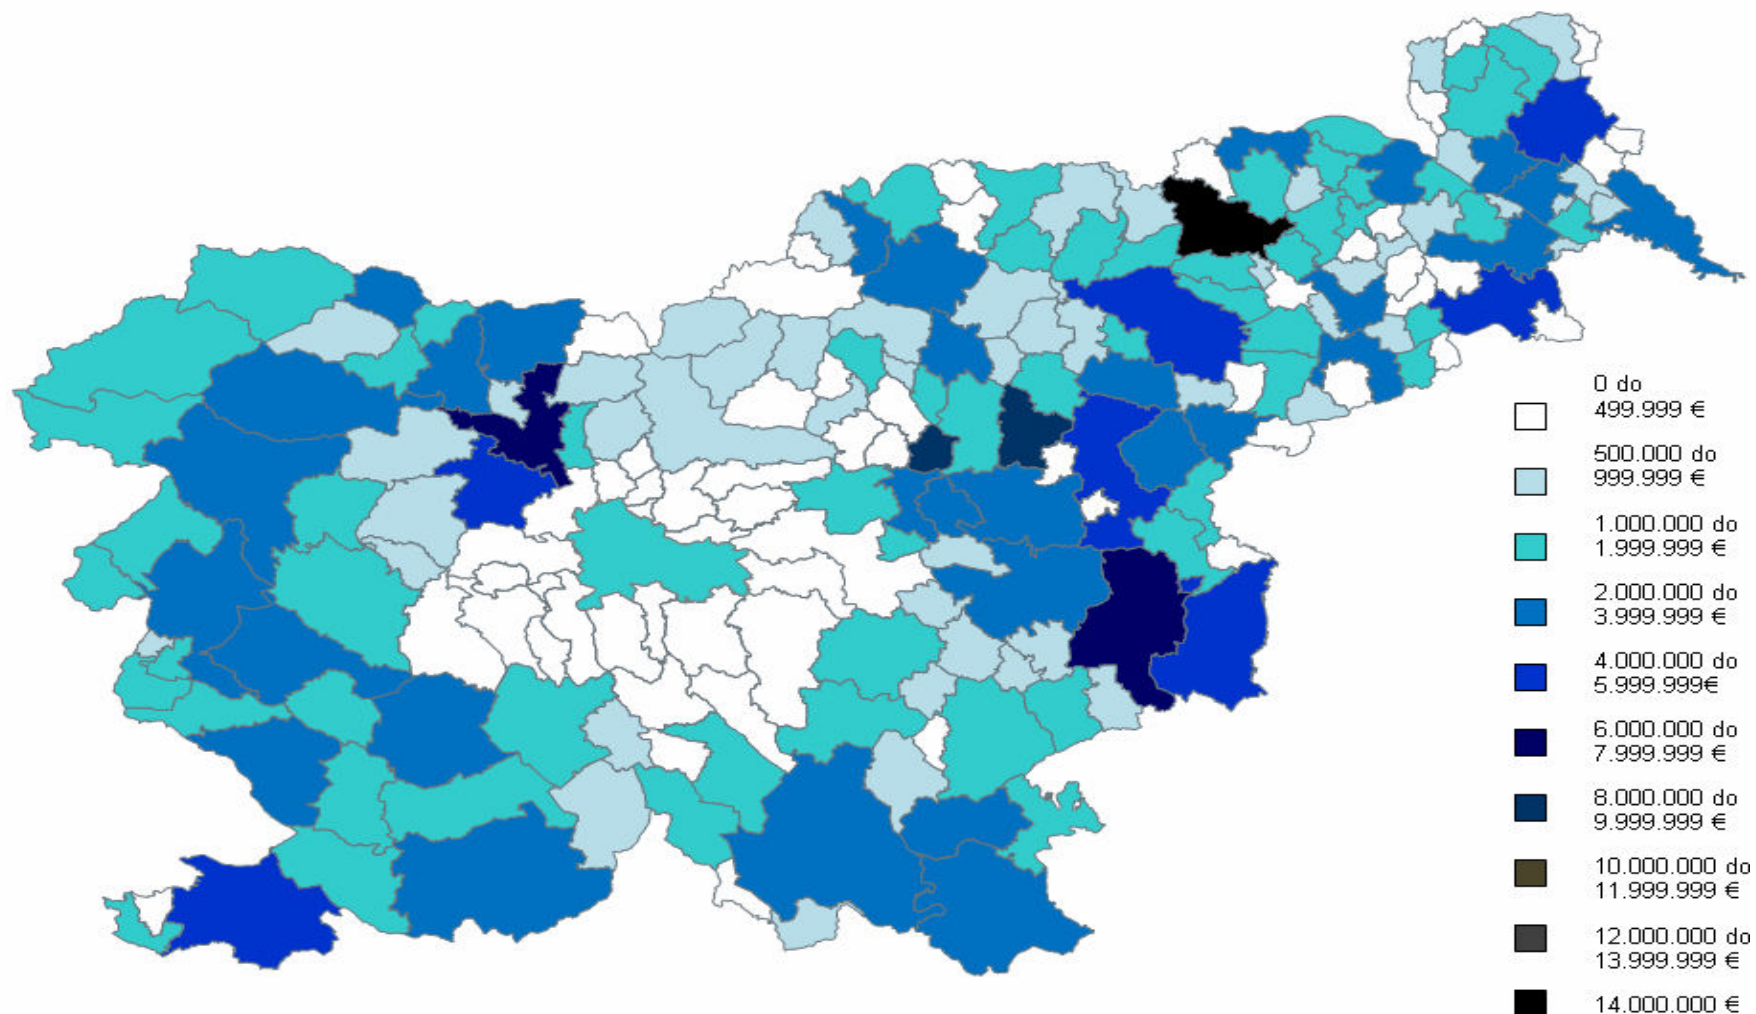 0 do
499.999 €
500.000 do
999.999 €
1.000.000 do
1.999.999 €
2.000.000 do
3.999.999 €
4.000.000 do
5.999.999€
6.000.000 do
7.999.999 €
8.000.000 do
9.999.999 €
10.000.000 do
11.999.999 €
12.000.000 do
13.999.999 €
14.000.000 €